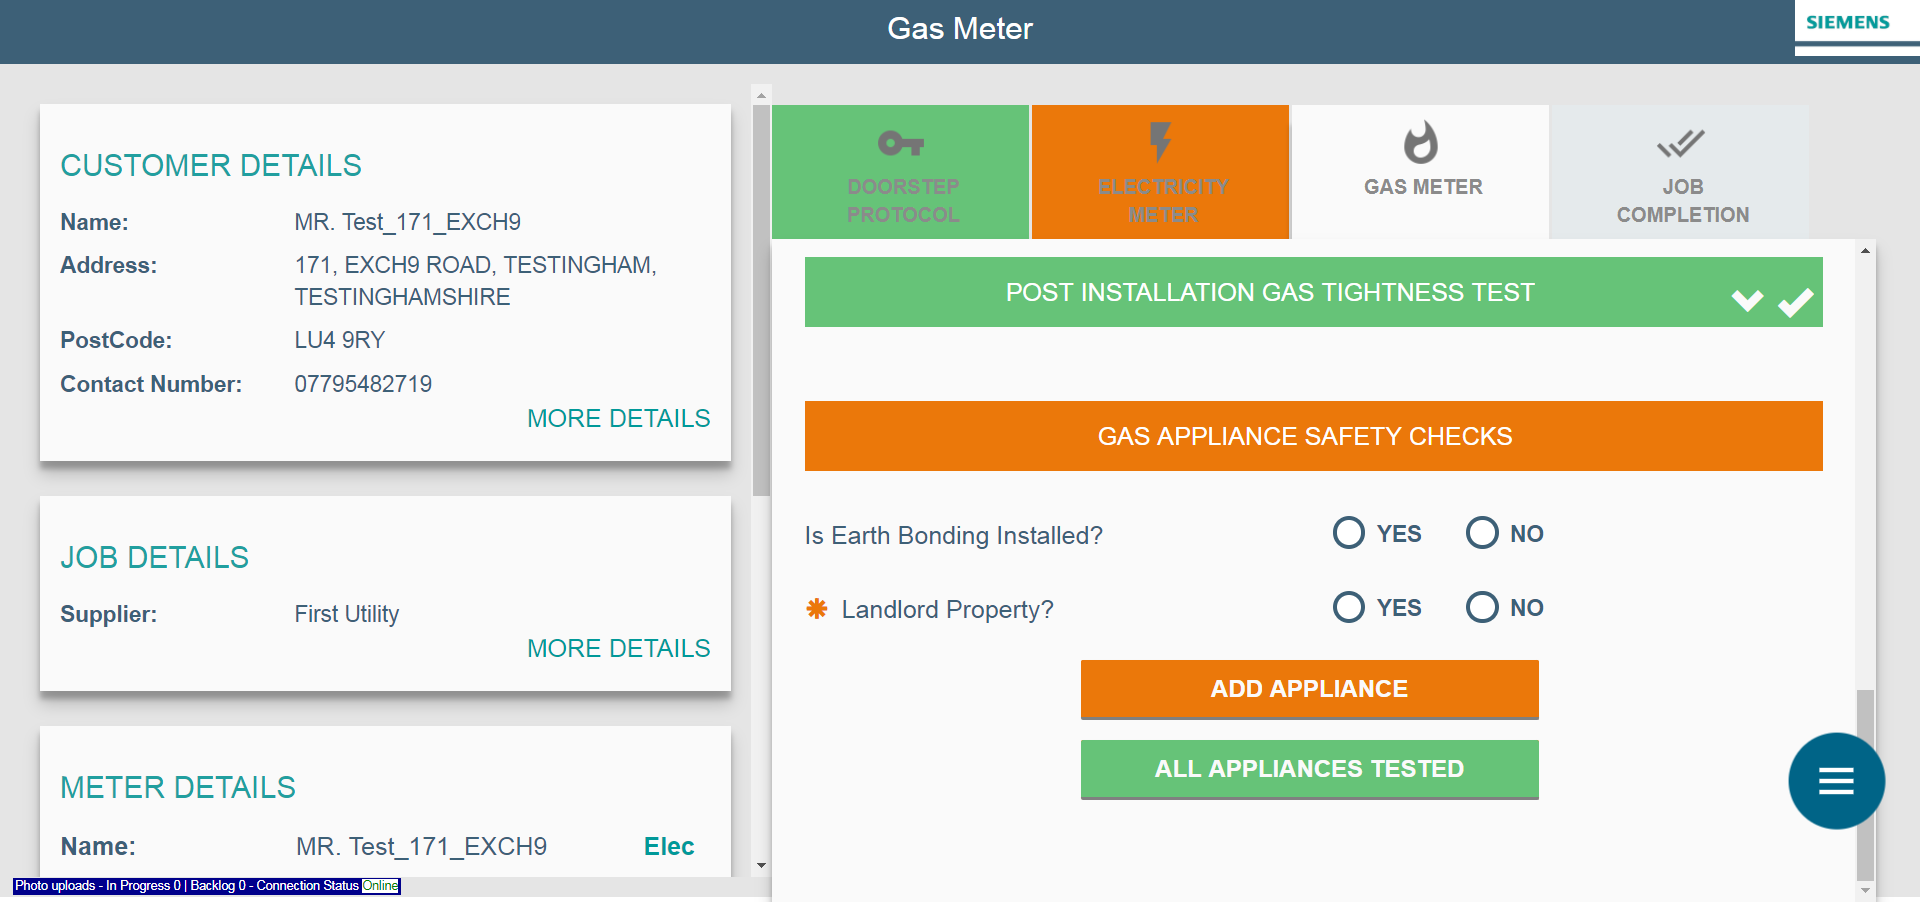 Gas Meter
SIEMENS
CUSTOMER DETAILS
Name: MR. Test_171_EXCH9
Address: 171, EXCH9 ROAD, TESTINGHAM,
TESTINGHAMSHIRE
PostCode: LU4 9RY
Contact Number: 07795482719
MORE DETAILS
JOB DETAILS
Supplier: First Utility
MORE DETAILS
METER DETAILS
Name: MR. Test_171_EXCH9 Elec
Photo uploads - In Progress 0 | Backlog 0 - Connection Status Online
DOORSTEP
PROTOCOL
ELECTRICITY
METER
GAS METER
JOB
COMPLETION
POST INSTALLATION GAS TIGHTNESS TEST
GAS APPLIANCE SAFETY CHECKS
Is Earth Bonding Installed? YES NO
✱ Landlord Property? YES NO
ADD APPLIANCE
ALL APPLIANCES TESTED